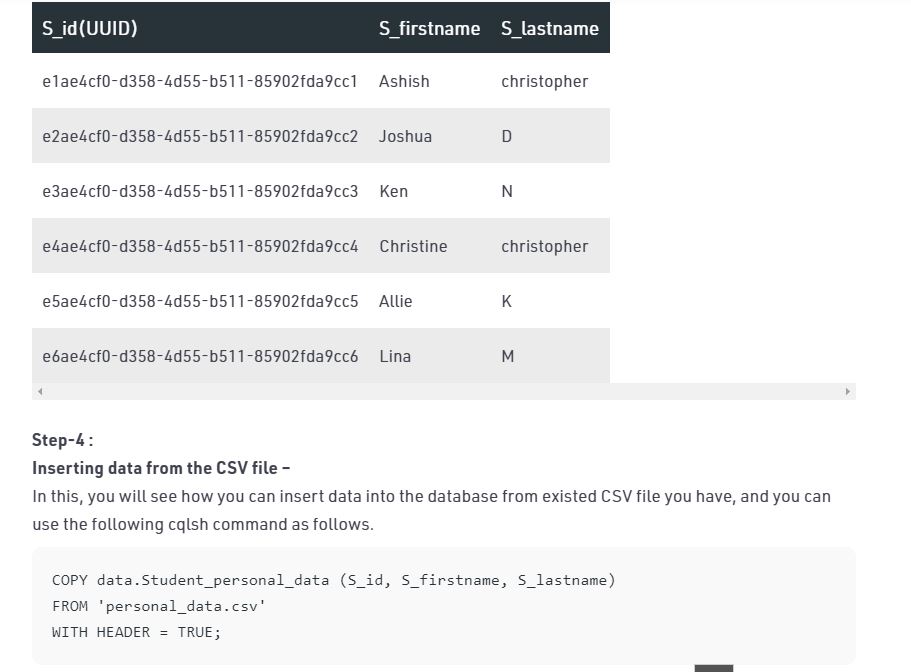 S_id(UUID) S_firstname S_lastname
e1ae4cf0-d358-4d55-b511-85902fda9cc1 Ashish christopher
e2ae4cf0-d358-4d55-b511-85902fda9cc2 Joshua D
e3ae4cf0-d358-4d55-b511-85902fda9cc3 Ken N
e4ae4cf0-d358-4d55-b511-85902fda9cc4 Christine christopher
e5ae4cf0-d358-4d55-b511-85902fda9cc5 Allie K
e6ae4cf0-d358-4d55-b511-85902fda9cc6 Lina M
Step-4 :
Inserting data from the CSV file –
In this, you will see how you can insert data into the database from existed CSV file you have, and you can
use the following cqlsh command as follows.
COPY data.Student_personal_data (S_id, S_firstname, S_lastname)
FROM 'personal_data.csv'
WITH HEADER = TRUE;